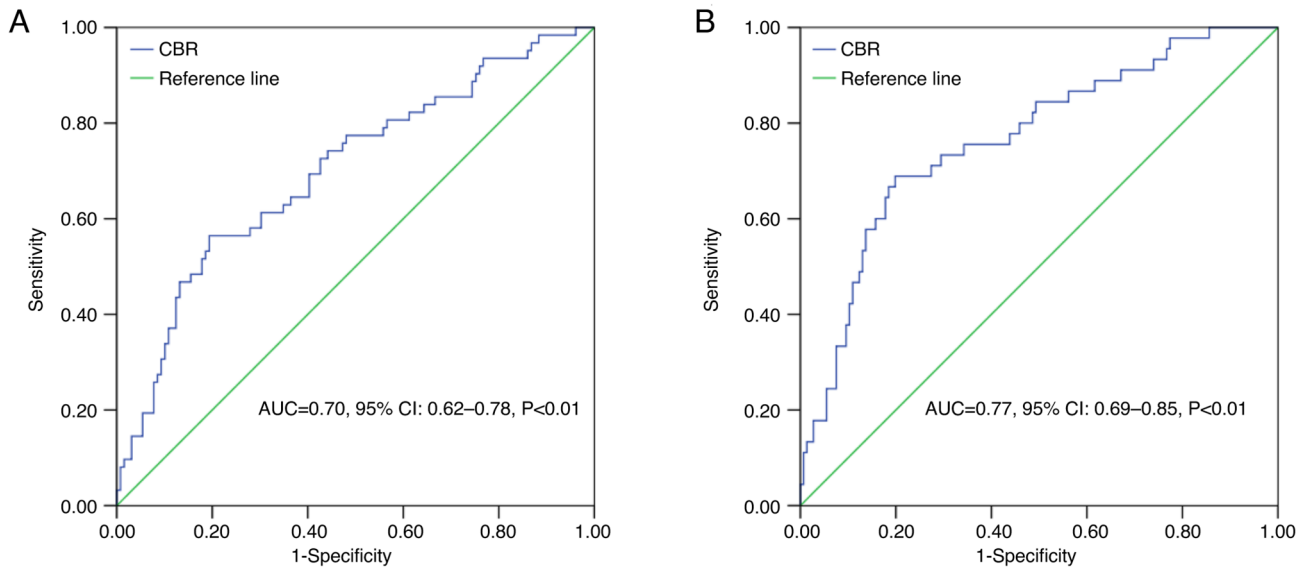 A
1.00
0.80
0.60
0.40
0.20
0.00
Sensitivity
CBR
Reference line
AUC=0.70, 95% CI: 0.62–0.78, P<0.01
0.00 0.20 0.40 0.60 0.80 1.00
1-Specificity
B
1.00
0.80
0.60
0.40
0.20
0.00
Sensitivity
CBR
Reference line
AUC=0.77, 95% CI: 0.69–0.85, P<0.01
0.00 0.20 0.40 0.60 0.80 1.00
1-Specificity